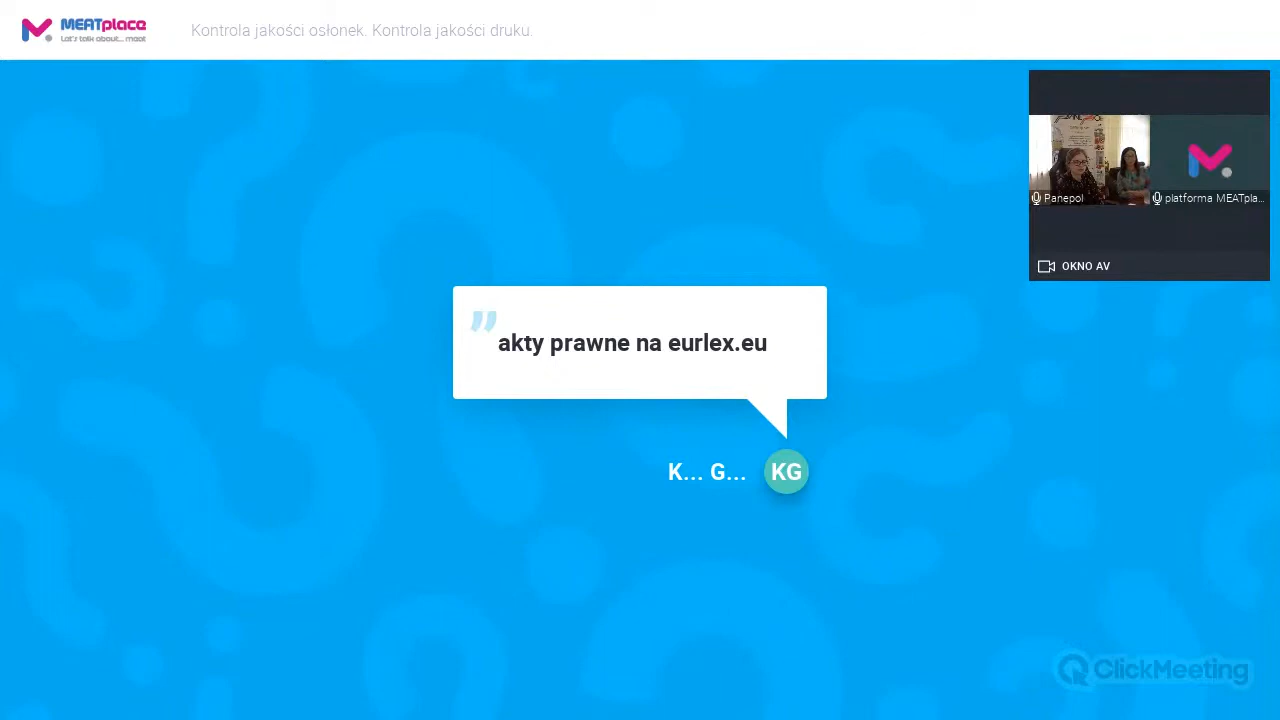 MEATplace
Let's talk about... meat
Kontrola jakości osłonek. Kontrola jakości druku.
Panepol
platforma MEATpla...
OKNO AV
akty prawne na eurlex.eu
K... G...
KG
ClickMeeting